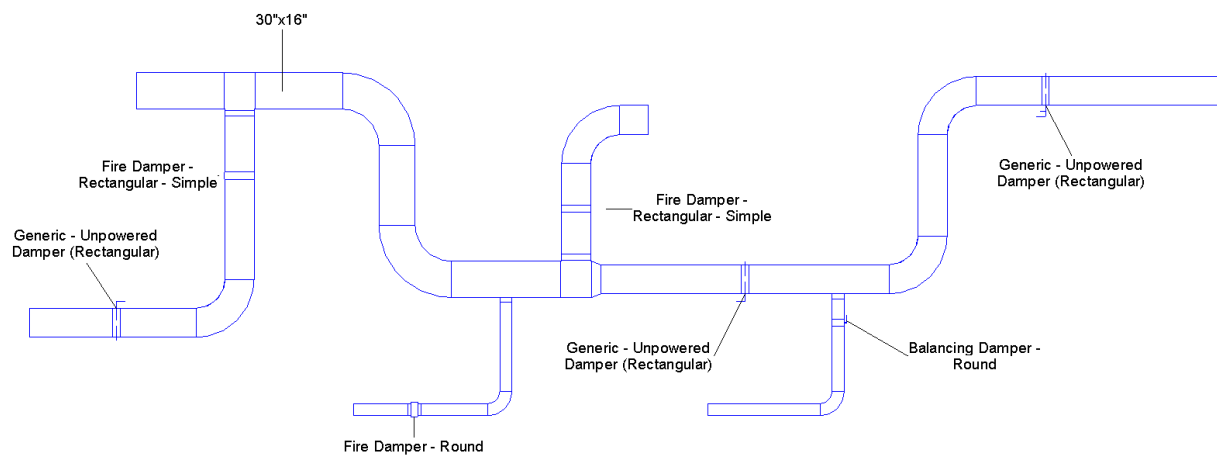 30"x16"
Fire Damper -
Rectangular - Simple
Generic - Unpowered
Damper (Rectangular)
Fire Damper -
Rectangular - Simple
Generic - Unpowered
Damper (Rectangular)
Generic - Unpowered
Damper (Rectangular)
Balancing Damper -
Round
Fire Damper - Round